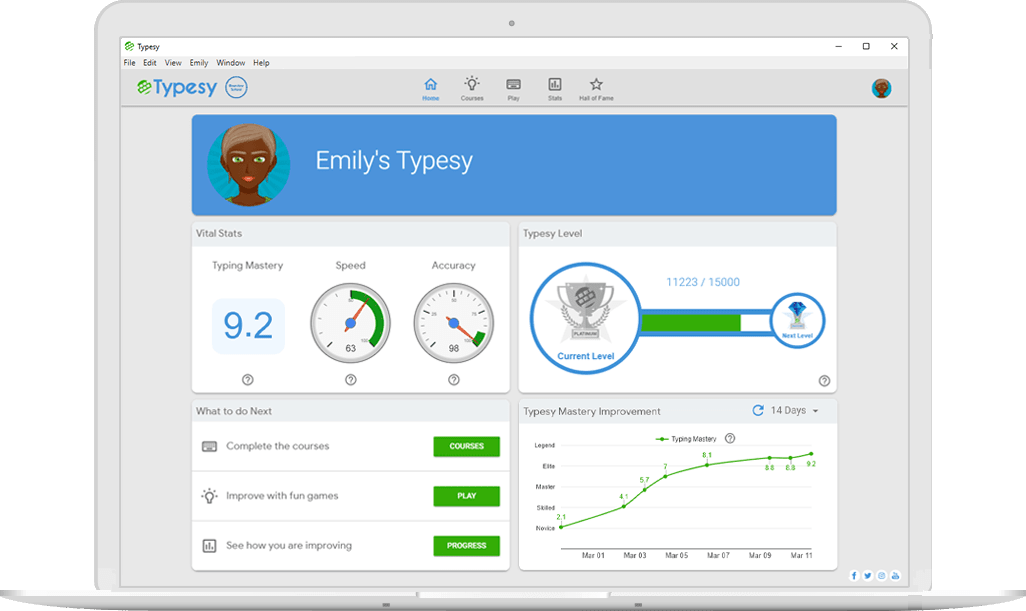 Typesy
File Edit View Emily Window Help
Typesy
Home Courses Play Stats Hall of Fame
Emily's Typesy
Vital Stats
Typing Mastery Speed Accuracy
9.2
63
98
Typesy Level
11223 / 15000
PLATINUM
Current Level
Next Level
What to do Next
Complete the courses COURSES
Improve with fun games PLAY
See how you are improving PROGRESS
Typesy Mastery Improvement 14 Days
Typing Mastery
Legend
Elite
Master
Skilled
Novice
2.1 4.1 5.7 7 8.1 8.8 8.8 9.2
Mar 01 Mar 03 Mar 05 Mar 07 Mar 09 Mar 11